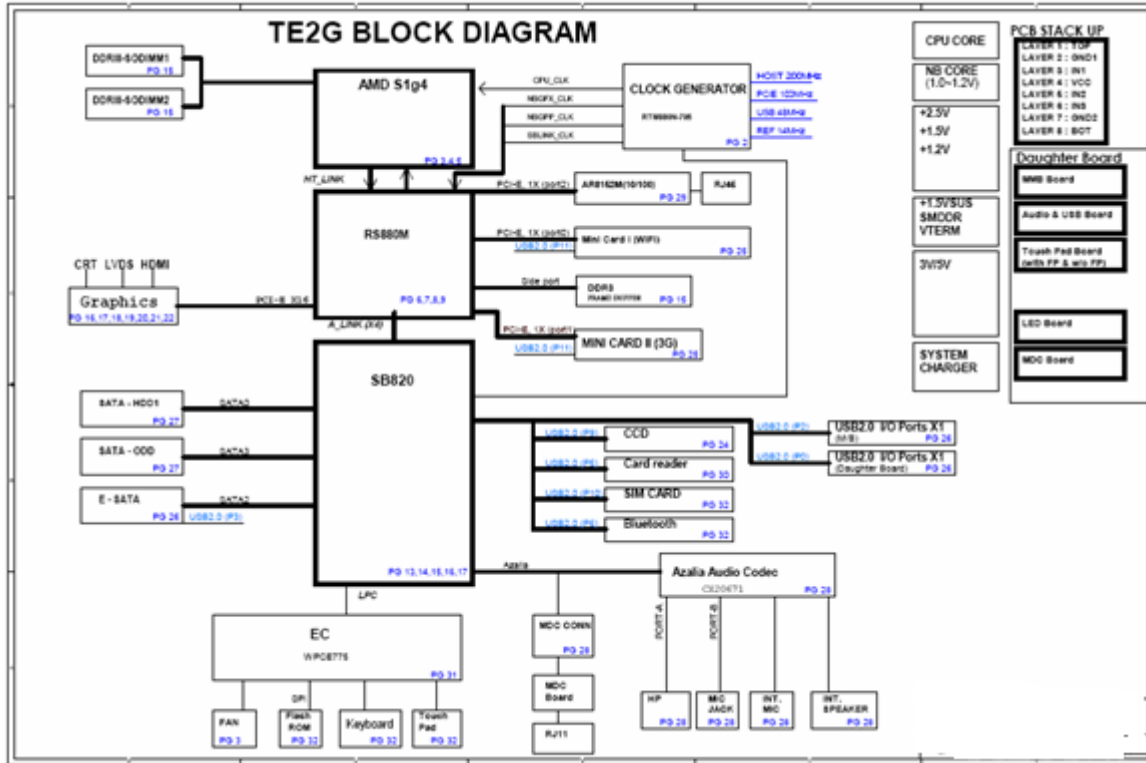 TE2G BLOCK DIAGRAM
DDRIII-SODIMM1
PG 15
DDRIII-SODIMM2
PG 15
AMD S1g4
PG 3,4,5
CPU_CLK
NBGFX_CLK
NBGPP_CLK
SBLINK_CLK
CLOCK GENERATOR
PG 2
HOST 200MHz
PCIE 100MHz
USB 48MHz
REF 14MHz
HT_LINK
RS880M
PG 6,7,8,9
PCI-E, 1X (port2)
AR8152M(10/100)
PG 29
RJ45
Mini Card I (WIFI)
USB2.0 (P11)
Side port
DDR3
PG 15
PCI-E, 1X (port1)
USB2.0 (P11)
MINI CARD II (3G)
CRT LVDS HDMI
Graphics
PG 16,17,18,19,20,21,22
A_LINK (X4)
SB820
PG 13,14,15,16,17
SATA - HDD1
PG 27
SATA - ODD
PG 27
E - SATA
PG 26
USB2.0 (P3)
CCD
PG 24
Card reader
SIM CARD
PG 32
Bluetooth
PG 32
USB2.0 I/O Ports X1
(M/B)
PG 26
USB2.0 I/O Ports X1
(Daughter Board)
PG 26
Azalia
Azalia Audio Codec
CX20671
PG 28
PORT-A
PORT-B
HP
PG 28
MIC
JACK
PG 28
INT.
MIC
PG 28
INT.
SPEAKER
PG 28
MDC CONN
PG 28
MDC
Board
RJ11
LPC
EC
PG 31
FAN
PG 3
Flash
ROM
PG 32
Keyboard
PG 32
Touch
Pad
PG 32
CPU CORE
NB CORE
(1.0~1.2V)
+2.5V
+1.5V
+1.2V
+1.5VSUS
SMDDR
VTERM
3V/5V
SYSTEM
CHARGER
PCB STACK UP
LAYER 1 : TOP
LAYER 2 : GND1
LAYER 3 : IN1
LAYER 4 : VCC
LAYER 5 : IN2
LAYER 6 : IN3
LAYER 7 : GND2
LAYER 8 : BOT
Daughter Board
MMB Board
Audio & USB Board
Touch Pad Board
(with FP & w/o FP)
LED Board
MDC Board